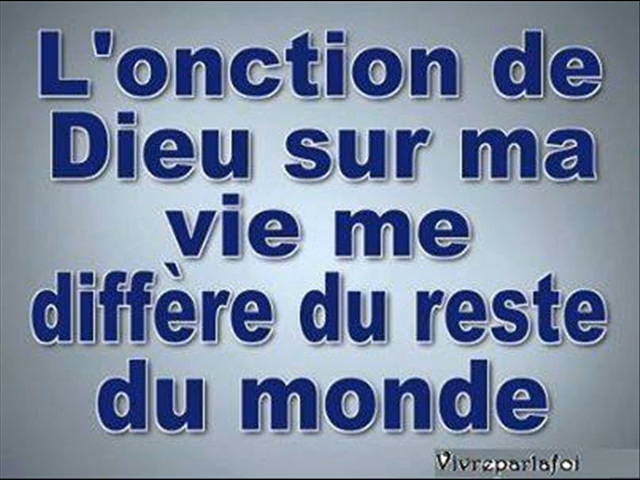 L'onction de
Dieu sur ma
vie me
diffère du reste
du monde
Vivreparlafoi